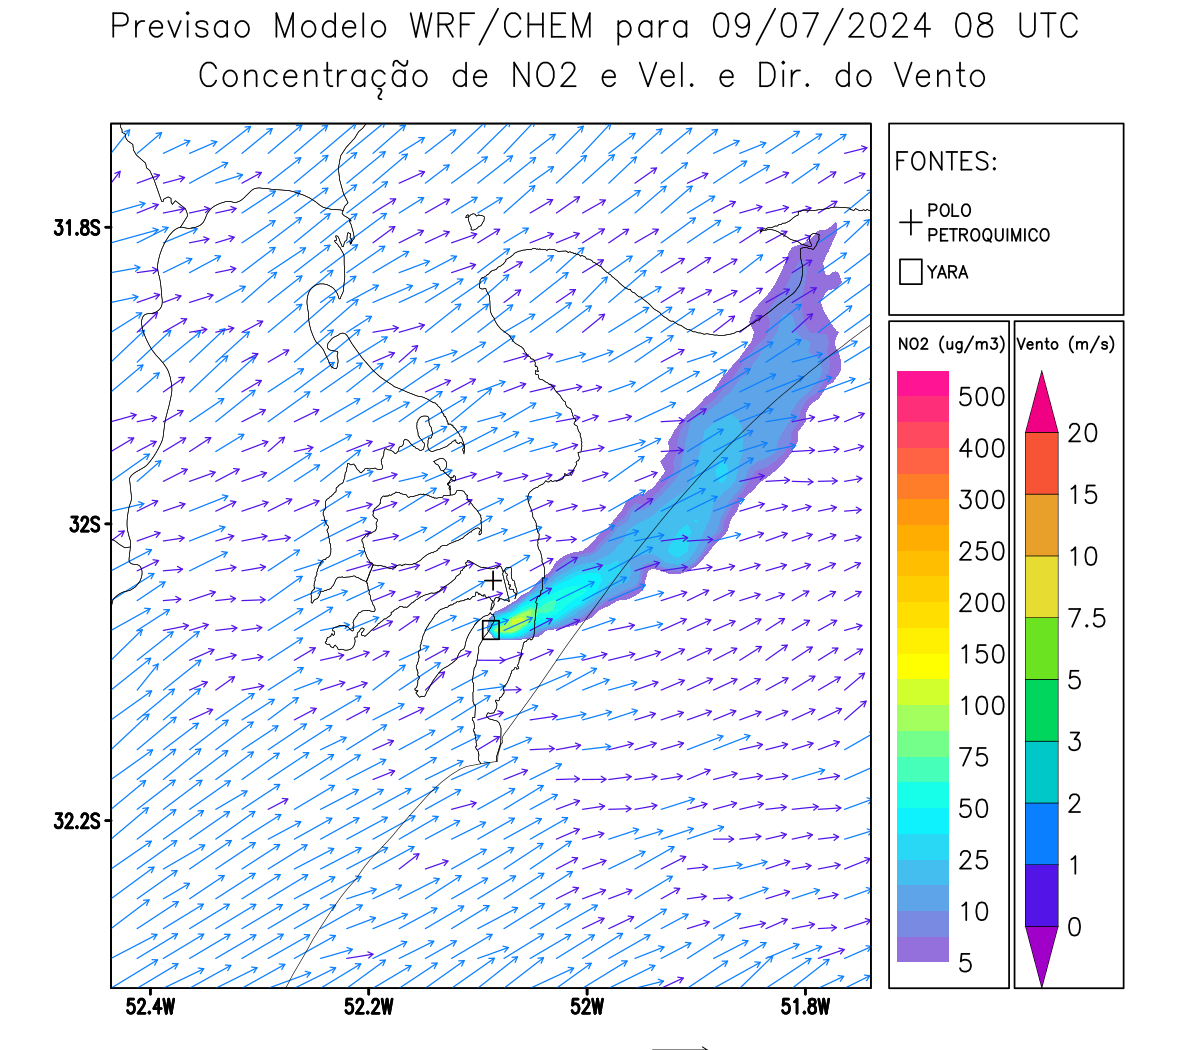 Previsao Modelo WRF/CHEM para 09/07/2024 08 UTC
Concentração de NO2 e Vel. e Dir. do Vento
FONTES:
POLO
PETROQUIMICO
YARA
NO2 (ug/m3)
500
400
300
250
200
150
100
75
50
25
10
5
Vento (m/s)
20
15
10
7.5
5
3
2
1
0
31.8S
32S
32.2S
52.4W
52.2W
52W
51.8W